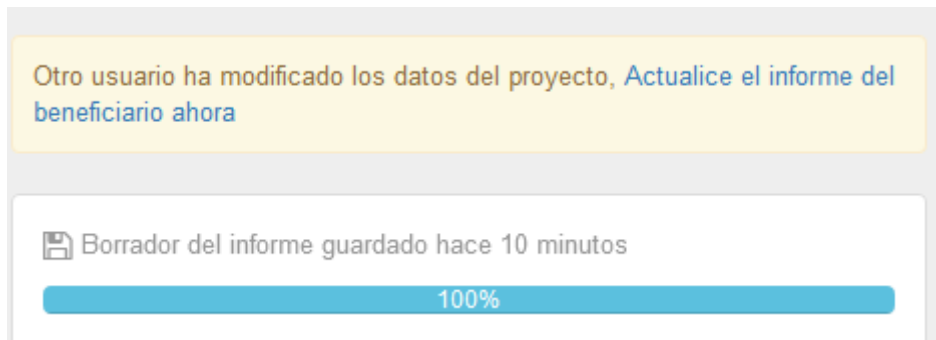 Otro usuario ha modificado los datos del proyecto, Actualice el informe del
beneficiario ahora
Borrador del informe guardado hace 10 minutos
100%